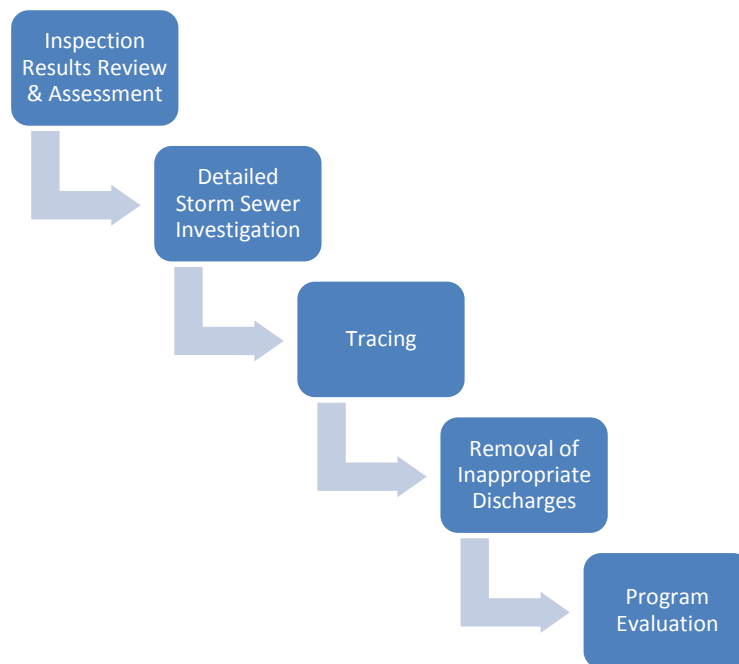 Inspection
Results Review
& Assessment
Detailed
Storm Sewer
Investigation
Tracing
Removal of
Inappropriate
Discharges
Program
Evaluation